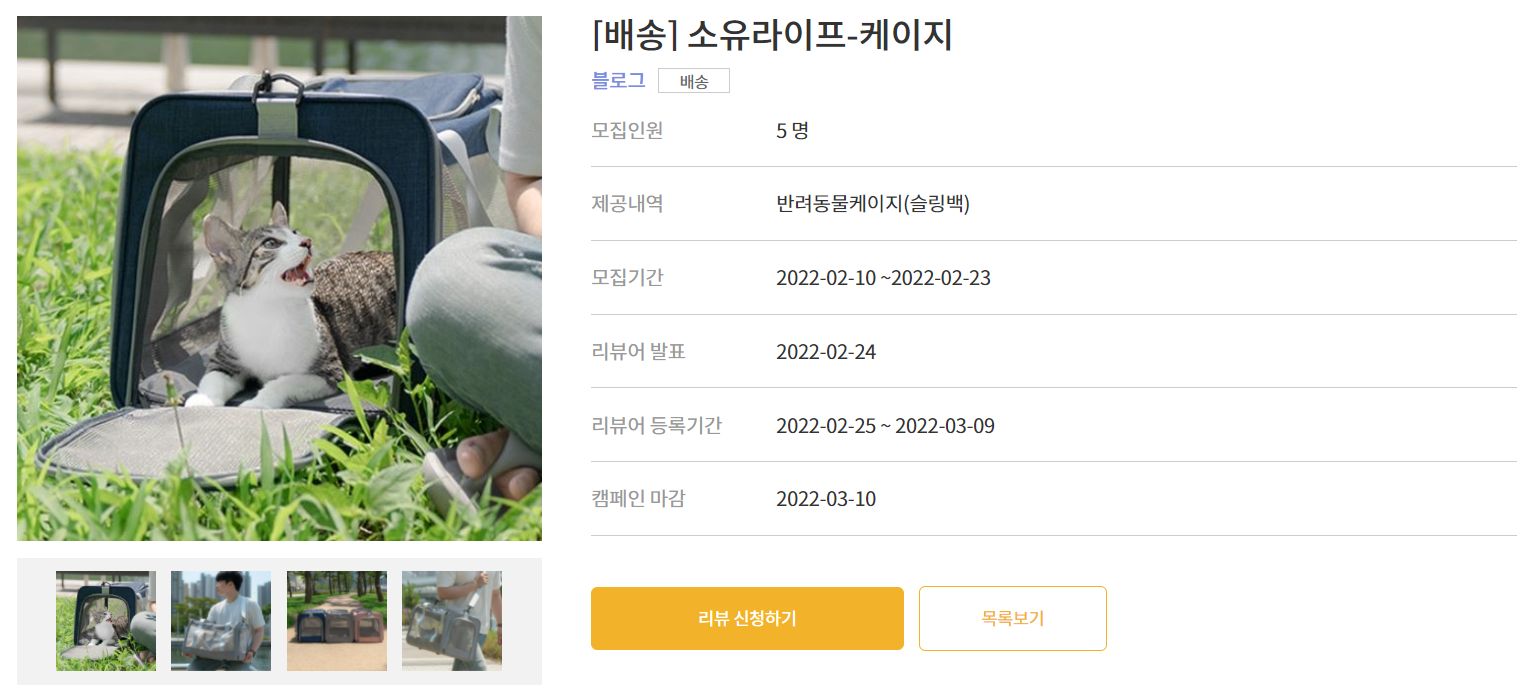 [배송] 소유라이프-케이지
블로그 배송
모집인원 5 명
제공내역 반려동물케이지(슬링백)
모집기간 2022-02-10 ~2022-02-23
리뷰어 발표 2022-02-24
리뷰어 등록기간 2022-02-25 ~ 2022-03-09
캠페인 마감 2022-03-10
리뷰 신청하기 목록보기